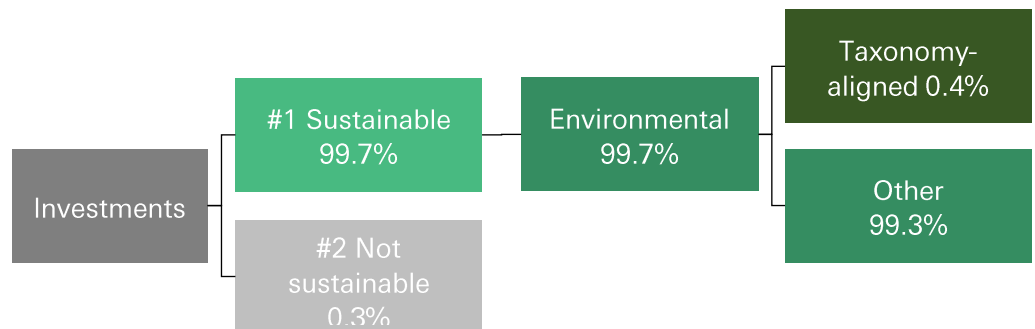 Taxonomy-
aligned 0.4%
#1 Sustainable
99.7%
Environmental
99.7%
Investments
Other
99.3%
#2 Not
sustainable
0.3%